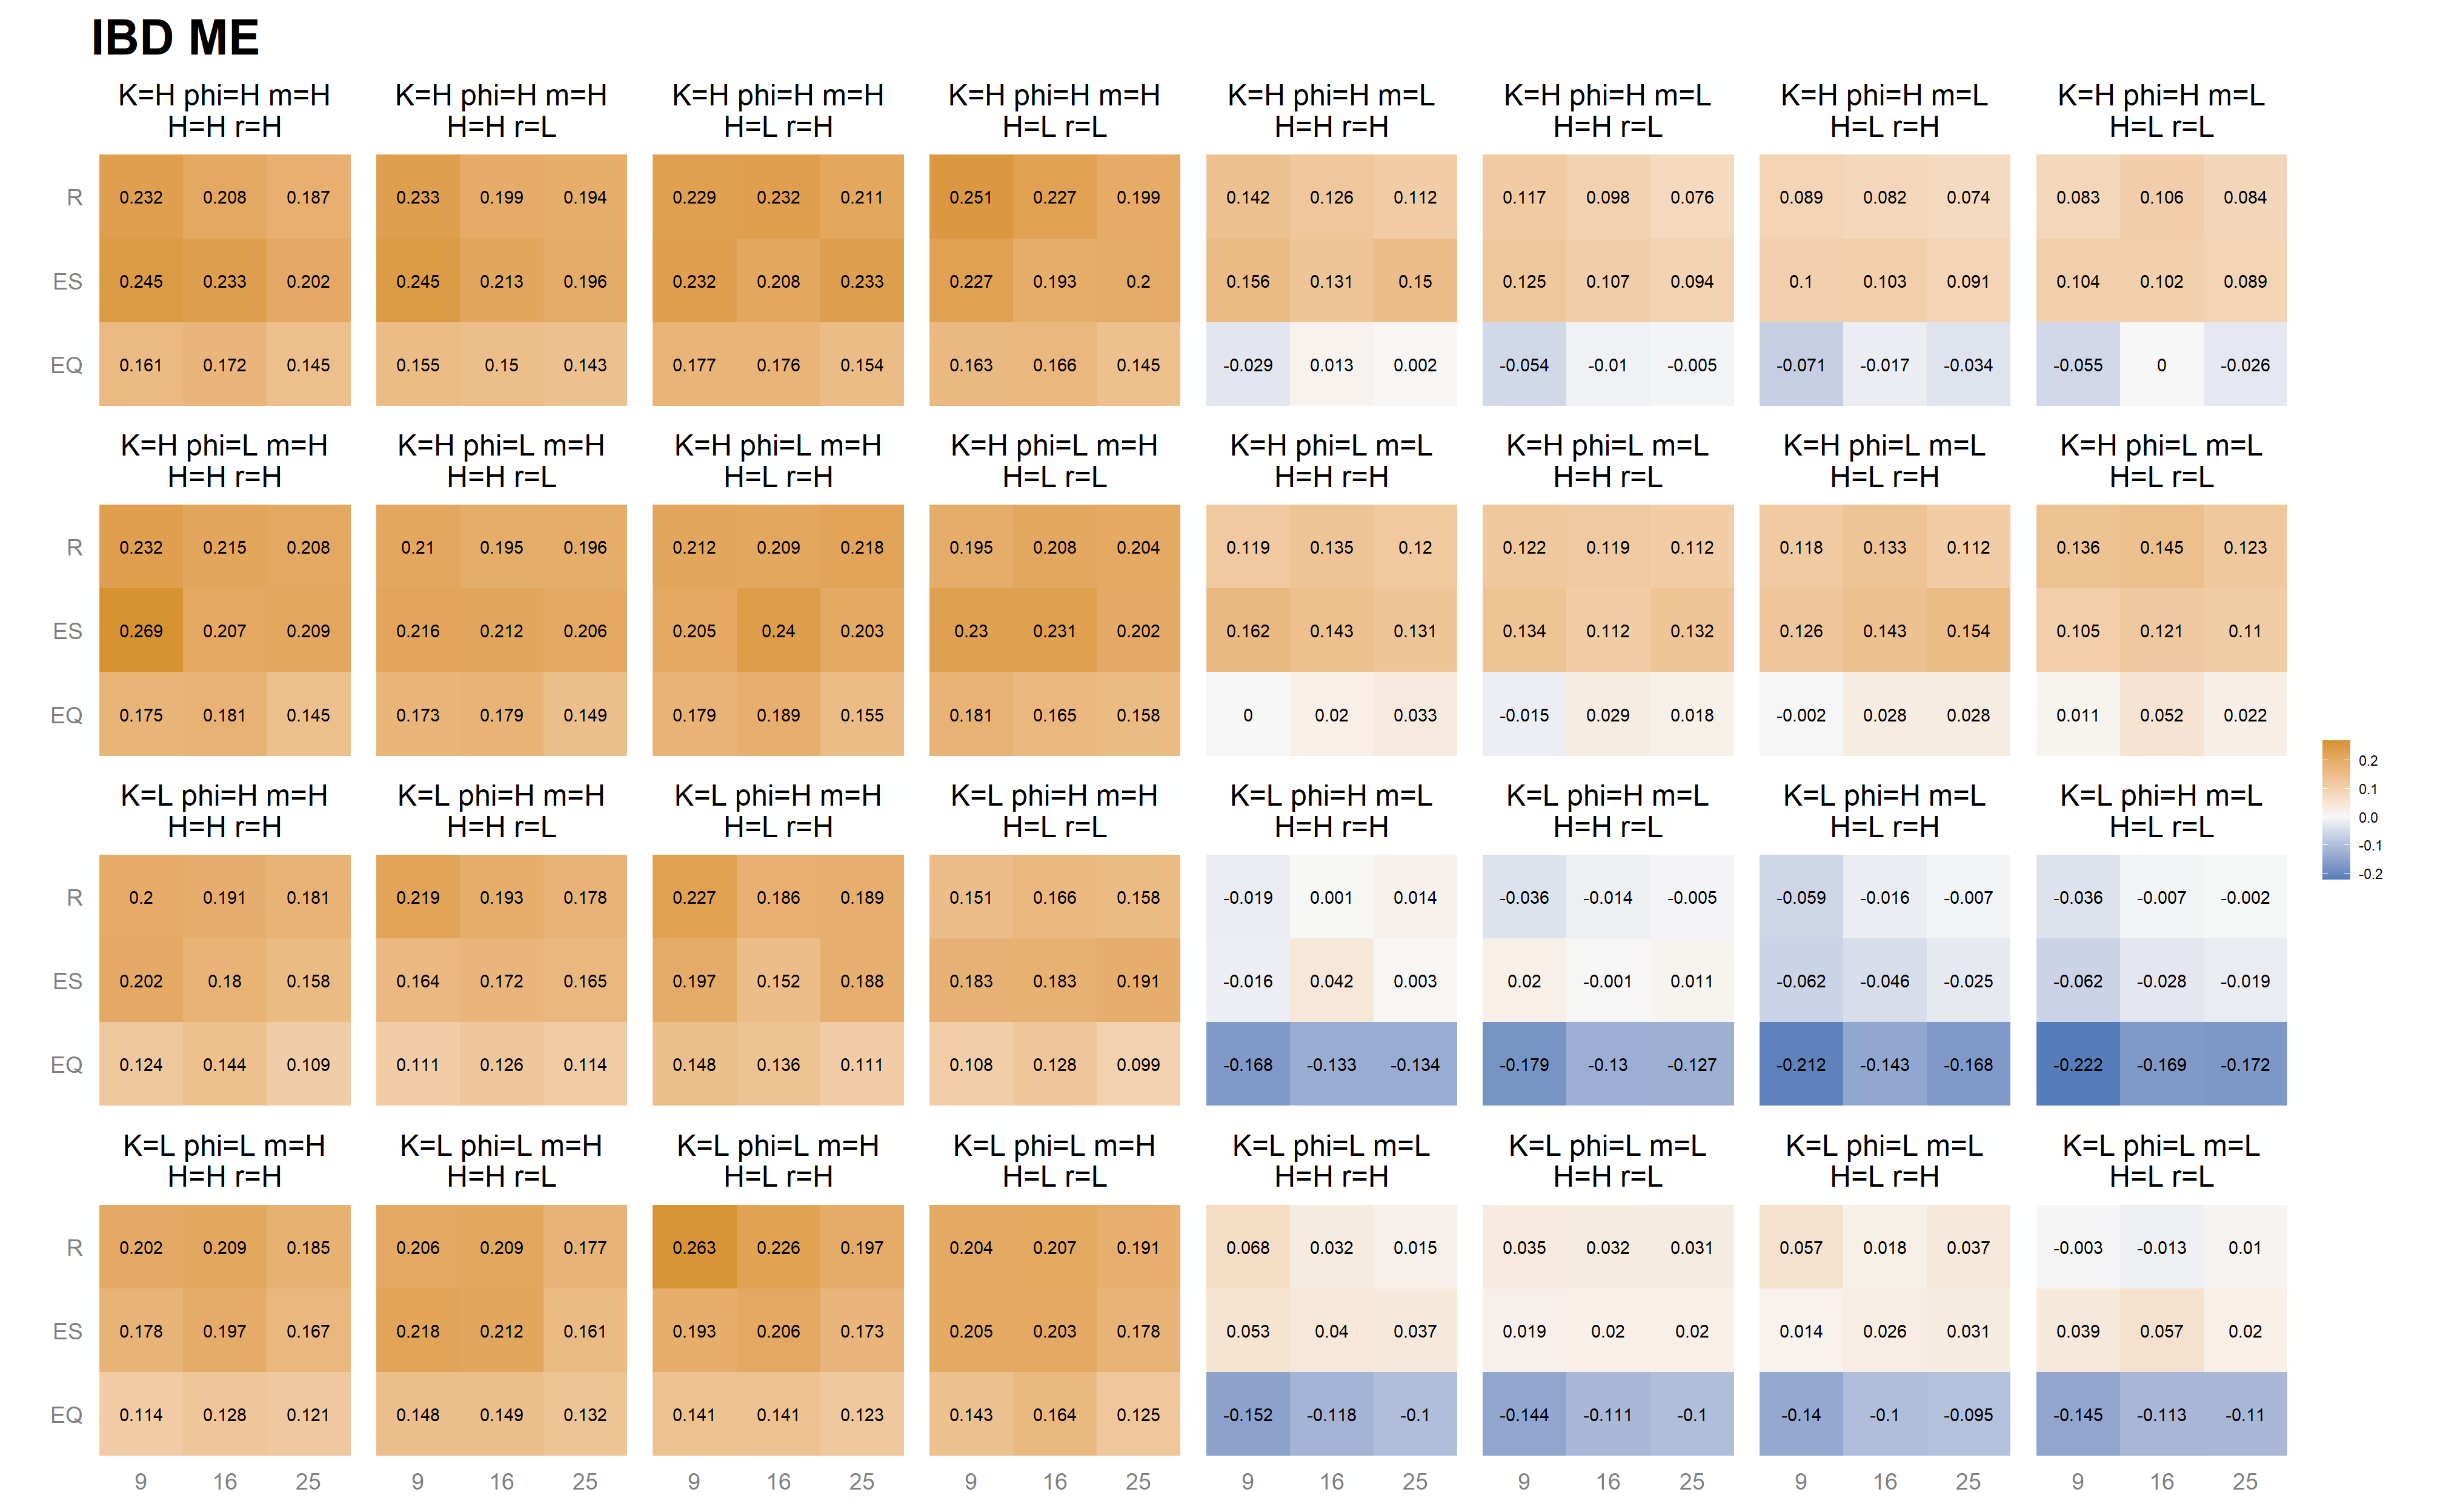 IBD ME
K=H phi=H m=H K=H phi=H m=H K=H phi=H m=H K=H phi=H m=H K=H phi=H m=L K=H phi=H m=L K=H phi=H m=L K=H phi=H m=L
H=H r=H H=H r=L H=L r=H H=L r=L H=H r=H H=H r=L H=L r=H H=L r=L
R 0.232 0.208 0.187 0.233 0.199 0.194 0.229 0.232 0.211 0.251 0.227 0.199 0.142 0.126 0.112 0.117 0.098 0.076 0.089 0.082 0.074 0.083 0.106 0.084
ES 0.245 0.233 0.202 0.245 0.213 0.196 0.232 0.208 0.233 0.227 0.193 0.2 0.156 0.131 0.15 0.125 0.107 0.094 0.1 0.103 0.091 0.104 0.102 0.089
EQ 0.161 0.172 0.145 0.155 0.15 0.143 0.177 0.176 0.154 0.163 0.166 0.145 -0.029 0.013 0.002 -0.054 -0.01 -0.005 -0.071 -0.017 -0.034 -0.055 0 -0.026
K=H phi=L m=H K=H phi=L m=H K=H phi=L m=H K=H phi=L m=H K=H phi=L m=L K=H phi=L m=L K=H phi=L m=L K=H phi=L m=L
H=H r=H H=H r=L H=L r=H H=L r=L H=H r=H H=H r=L H=L r=H H=L r=L
R 0.232 0.215 0.208 0.21 0.195 0.196 0.212 0.209 0.218 0.195 0.208 0.204 0.119 0.135 0.12 0.122 0.119 0.112 0.118 0.133 0.112 0.136 0.145 0.123
ES 0.269 0.207 0.209 0.216 0.212 0.206 0.205 0.24 0.203 0.23 0.231 0.202 0.162 0.143 0.131 0.134 0.112 0.132 0.126 0.143 0.154 0.105 0.121 0.11
EQ 0.175 0.181 0.145 0.173 0.179 0.149 0.179 0.189 0.155 0.181 0.165 0.158 0 0.02 0.033 -0.015 0.029 0.018 -0.002 0.028 0.028 0.011 0.052 0.022
K=L phi=H m=H K=L phi=H m=H K=L phi=H m=H K=L phi=H m=H K=L phi=H m=L K=L phi=H m=L K=L phi=H m=L K=L phi=H m=L
H=H r=H H=H r=L H=L r=H H=L r=L H=H r=H H=H r=L H=L r=H H=L r=L
R 0.2 0.191 0.181 0.219 0.193 0.178 0.227 0.186 0.189 0.151 0.166 0.158 -0.019 0.001 0.014 -0.036 -0.014 -0.005 -0.059 -0.016 -0.007 -0.036 -0.007 -0.002
ES 0.202 0.18 0.158 0.164 0.172 0.165 0.197 0.152 0.188 0.183 0.183 0.191 -0.016 0.042 0.003 0.02 -0.001 0.011 -0.062 -0.046 -0.025 -0.062 -0.028 -0.019
EQ 0.124 0.144 0.109 0.111 0.126 0.114 0.148 0.136 0.111 0.108 0.128 0.099 -0.168 -0.133 -0.134 -0.179 -0.13 -0.127 -0.212 -0.143 -0.168 -0.222 -0.169 -0.172
K=L phi=L m=H K=L phi=L m=H K=L phi=L m=H K=L phi=L m=H K=L phi=L m=L K=L phi=L m=L K=L phi=L m=L K=L phi=L m=L
H=H r=H H=H r=L H=L r=H H=L r=L H=H r=H H=H r=L H=L r=H H=L r=L
R 0.202 0.209 0.185 0.206 0.209 0.177 0.263 0.226 0.197 0.204 0.207 0.191 0.068 0.032 0.015 0.035 0.032 0.031 0.057 0.018 0.037 -0.003 -0.013 0.01
ES 0.178 0.197 0.167 0.218 0.212 0.161 0.193 0.206 0.173 0.205 0.203 0.178 0.053 0.04 0.037 0.019 0.02 0.02 0.014 0.026 0.031 0.039 0.057 0.02
EQ 0.114 0.128 0.121 0.148 0.149 0.132 0.141 0.141 0.123 0.143 0.164 0.125 -0.152 -0.118 -0.1 -0.144 -0.111 -0.1 -0.14 -0.1 -0.095 -0.145 -0.113 -0.11
9 16 25 9 16 25 9 16 25 9 16 25 9 16 25 9 16 25 9 16 25 9 16 25
0.2
0.1
0.0
-0.1
-0.2